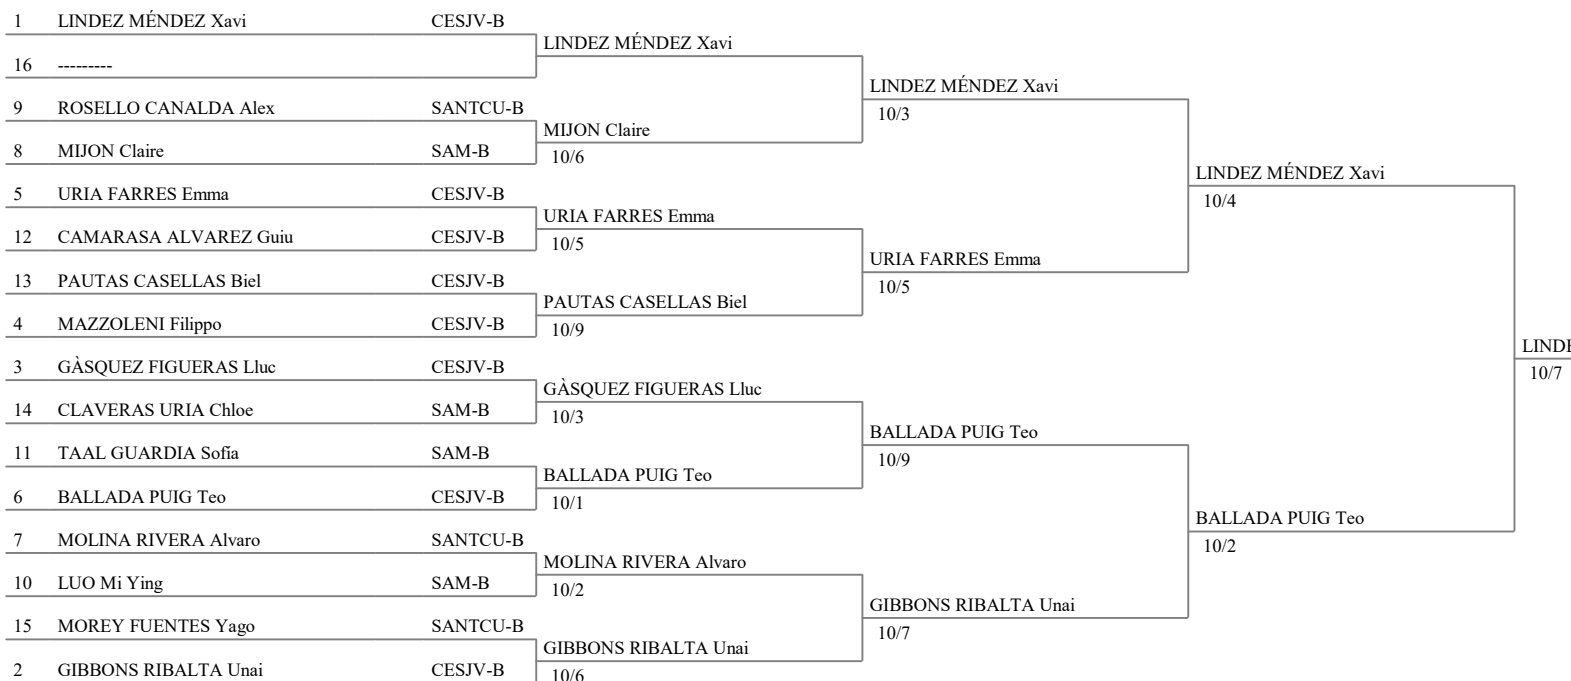 1 LINDEZ MÉNDEZ Xavi CESJV-B
LINDEZ MÉNDEZ Xavi
16 ---------
LINDEZ MÉNDEZ Xavi
10/3
9 ROSELLO CANALDA Alex SANTCU-B
MIJON Claire
10/6
8 MIJON Claire SAM-B
LINDEZ MÉNDEZ Xavi
10/4
5 URIA FARRES Emma CESJV-B
URIA FARRES Emma
10/5
12 CAMARASA ALVAREZ Guiu CESJV-B
URIA FARRES Emma
10/5
13 PAUTAS CASELLAS Biel CESJV-B
PAUTAS CASELLAS Biel
10/9
4 MAZZOLENI Filippo CESJV-B
LINDE
10/7
3 GÀSQUEZ FIGUERAS Lluc CESJV-B
GÀSQUEZ FIGUERAS Lluc
10/3
14 CLAVERAS URIA Chloe SAM-B
BALLADA PUIG Teo
10/9
11 TAAL GUARDIA Sofía SAM-B
BALLADA PUIG Teo
10/1
6 BALLADA PUIG Teo CESJV-B
BALLADA PUIG Teo
10/2
7 MOLINA RIVERA Alvaro SANTCU-B
MOLINA RIVERA Alvaro
10/2
10 LUO Mi Ying SAM-B
GIBBONS RIBALTA Unai
10/7
15 MOREY FUENTES Yago SANTCU-B
GIBBONS RIBALTA Unai
10/6
2 GIBBONS RIBALTA Unai CESJV-B